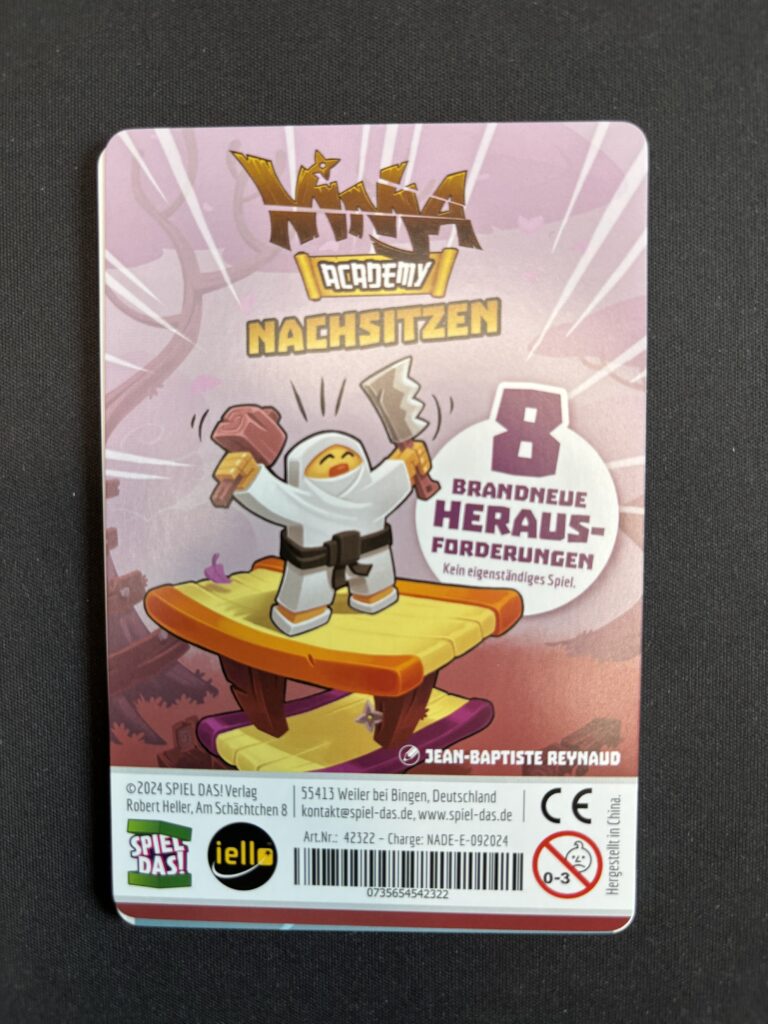 NINJA
ACADEMY
NACHSITZEN
8
BRANDNEUE
HERAUS-
FORDERUNGEN
Kein eigenständiges Spiel.
JEAN-BAPTISTE REYNAUD
©2024 SPIEL DAS! Verlag
Robert Heller, Am Schächtchen 8
55413 Weiler bei Bingen, Deutschland
kontakt@spiel-das.de, www.spiel-das.de
CE
SPIEL
DAS!
iello
Art.Nr.: 42322 – Charge: NADE-E-092024
0735654542322
0-3
Hergestellt in China.